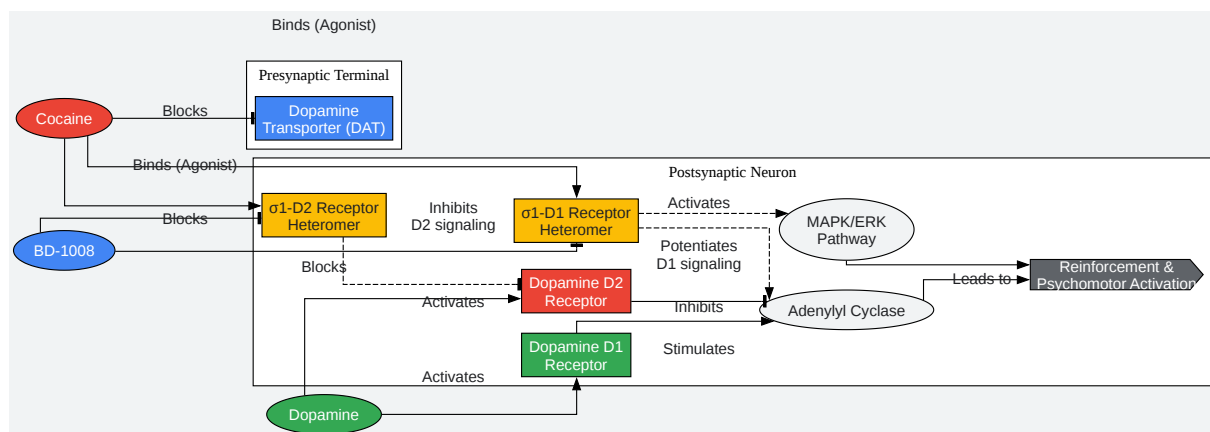 Binds (Agonist)
Presynaptic Terminal
Dopamine
Transporter (DAT)
Blocks
Cocaine
Binds (Agonist)
Postsynaptic Neuron
σ1-D2 Receptor
Heteromer
Inhibits
D2 signaling
σ1-D1 Receptor
Heteromer
Activates
MAPK/ERK
Pathway
Blocks
BD-1008
Potentiates
D1 signaling
Blocks
Dopamine D2
Receptor
Activates
Inhibits
Adenylyl Cyclase
Leads to
Reinforcement &
Psychomotor Activation
Dopamine D1
Receptor
Stimulates
Activates
Dopamine